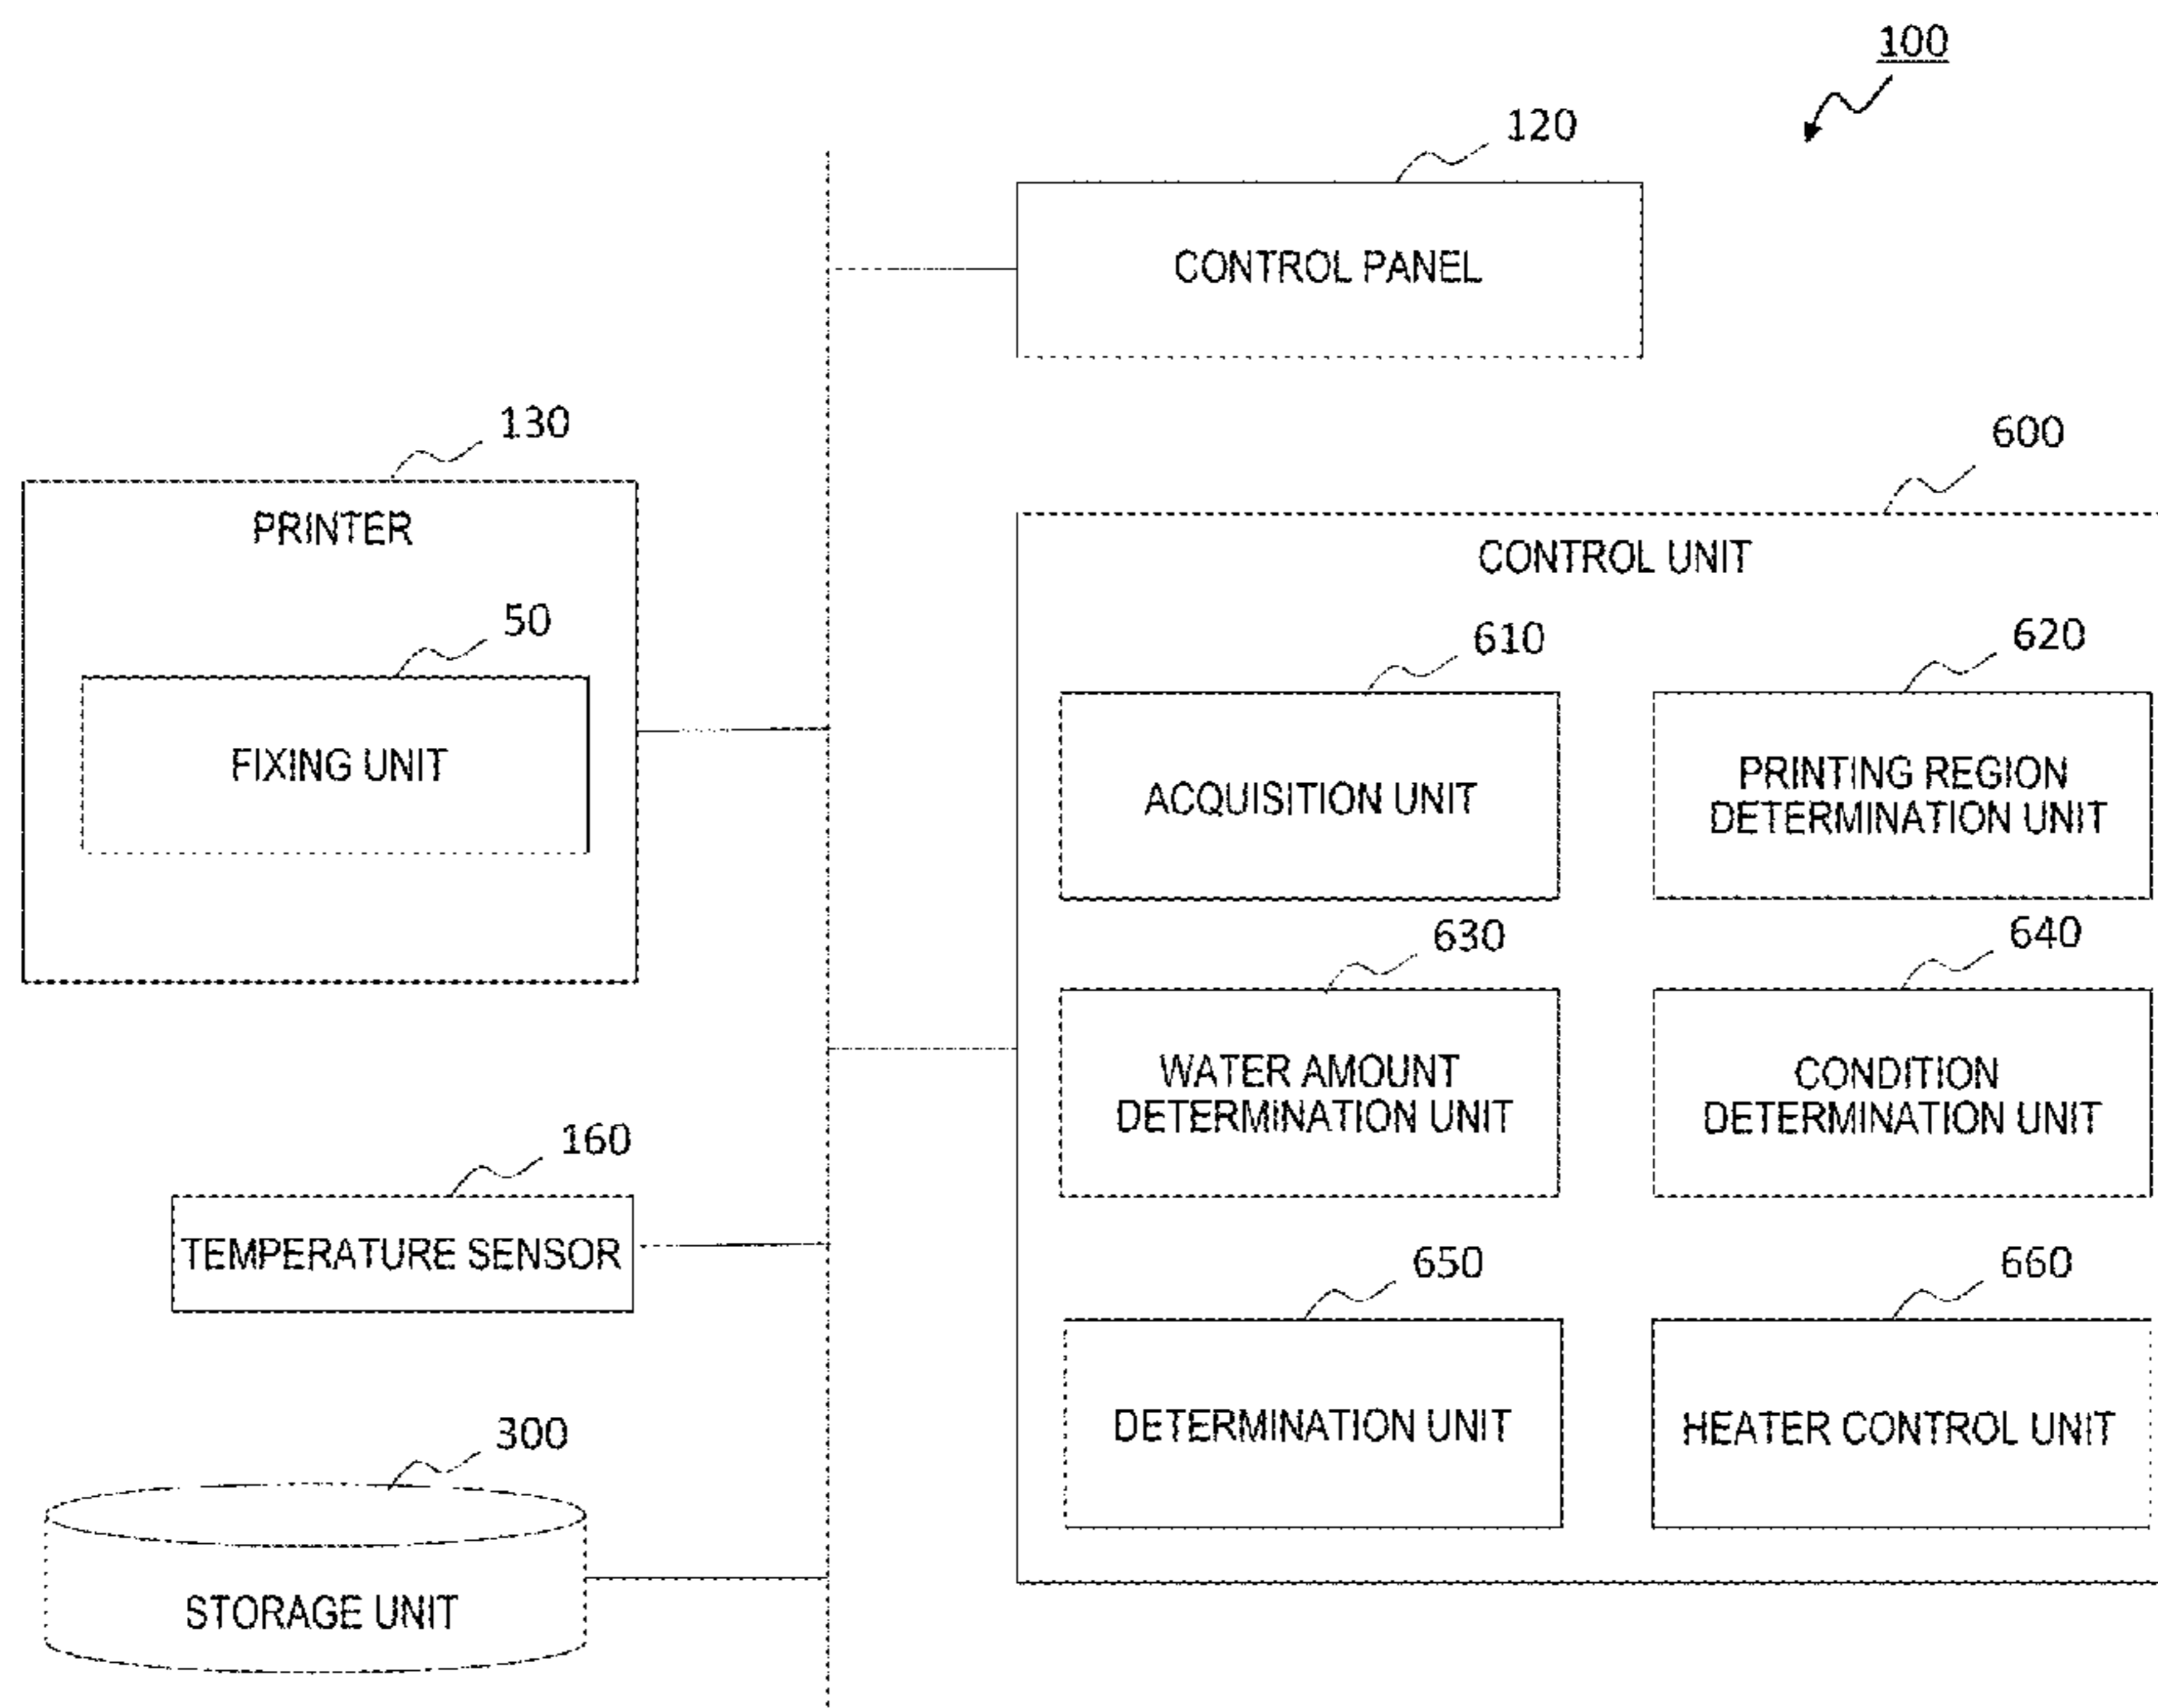 100
120
CONTROL PANEL
130
PRINTER
50
FIXING UNIT
600
CONTROL UNIT
610
ACQUISITION UNIT
620
PRINTING REGION
DETERMINATION UNIT
630
WATER AMOUNT
DETERMINATION UNIT
640
CONDITION
DETERMINATION UNIT
160
TEMPERATURE SENSOR
650
DETERMINATION UNIT
660
HEATER CONTROL UNIT
300
STORAGE UNIT